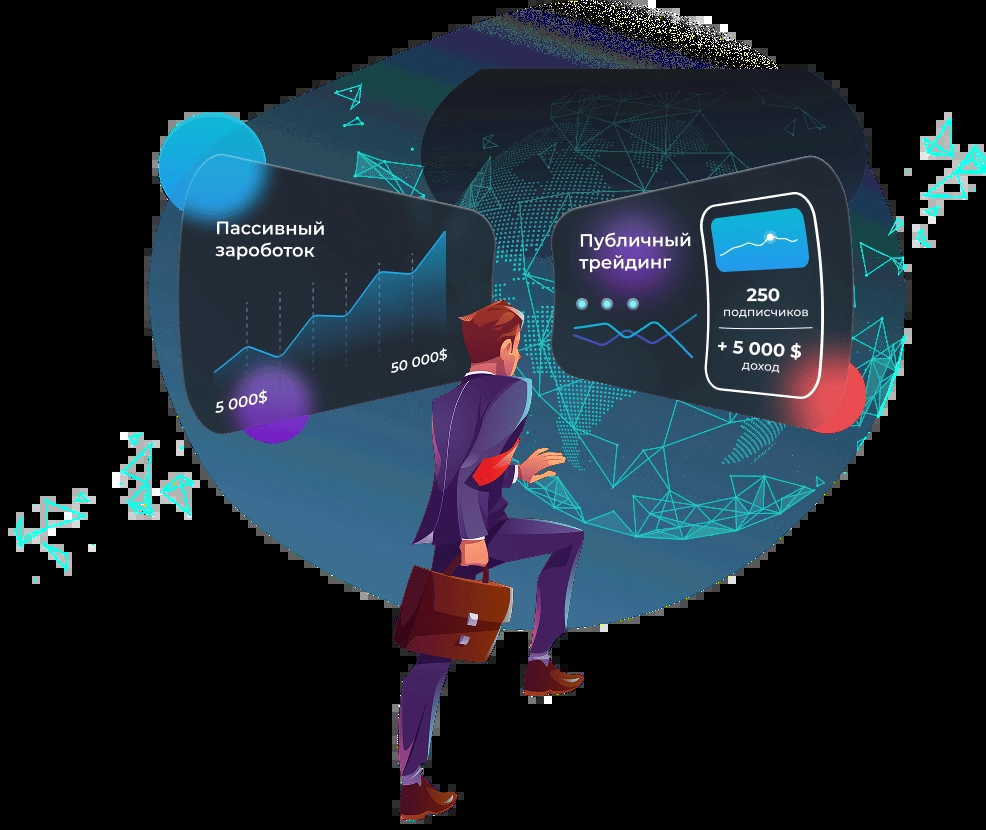 Пассивный
зароботок
5 000$
50 000$
Публичный
трейдинг
250
подписчиков
+ 5 000 $
доход